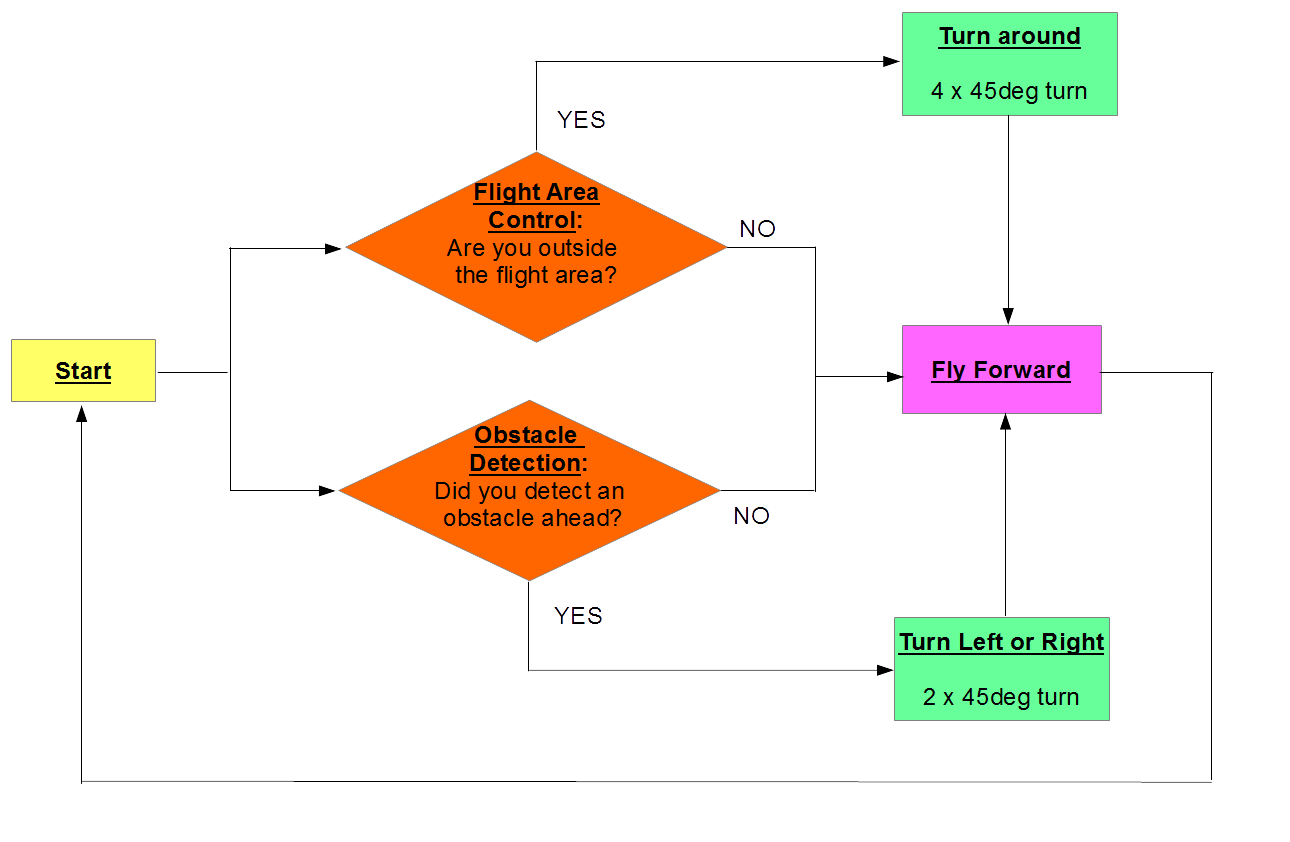 Turn around
4 x 45deg turn
YES
Flight Area
Control:
Are you outside
the flight area?
NO
Start
Fly Forward
Obstacle
Detection:
Did you detect an
obstacle ahead?
NO
YES
Turn Left or Right
2 x 45deg turn